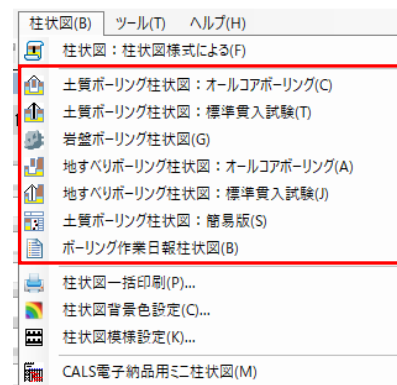 柱状図(B) ツール(T) ヘルプ(H)
柱状図：柱状図様式による(F)
土質ボーリング柱状図：オールコアボーリング(C)
土質ボーリング柱状図：標準貫入試験(T)
岩盤ボーリング柱状図(G)
地すべりボーリング柱状図：オールコアボーリング(A)
地すべりボーリング柱状図：標準貫入試験(J)
土質ボーリング柱状図：簡易版(S)
ボーリング作業日報柱状図(B)
柱状図一括印刷(P)...
柱状図背景色設定(C)...
柱状図模様設定(K)...
CALS電子納品用ミニ柱状図(M)